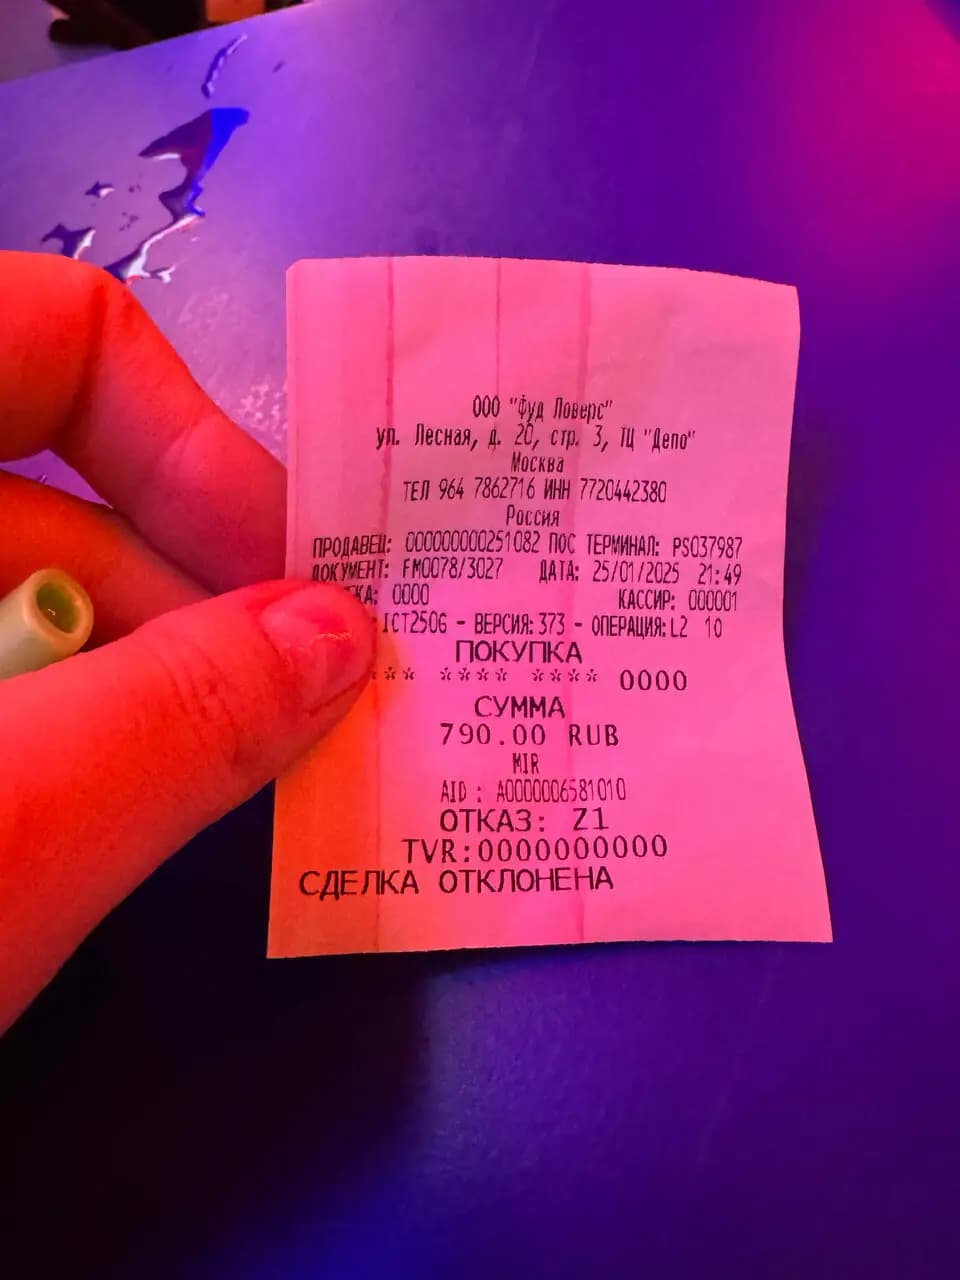 ООО "Фуд Ловерс"
ул. Лесная, д. 20, стр. 3, ТЦ "Депо"
Москва
ТЕЛ 964 7862716 ИНН 7720442380
Россия
ПРОДАВЕЦ: 000000000251082 ПОС ТЕРМИНАЛ: PS037987
ДОКУМЕНТ: FM0078/3027 ДАТА: 25/01/2025 21:49
0000 КАССИР: 000001
ICT250G - ВЕРСИЯ: 373 - ОПЕРАЦИЯ: L2 10
ПОКУПКА
*** **** **** 0000
СУММА
790.00 RUB
MIR
AID : A0000006581010
ОТКАЗ: Z1
TVR:0000000000
СДЕЛКА ОТКЛОНЕНА